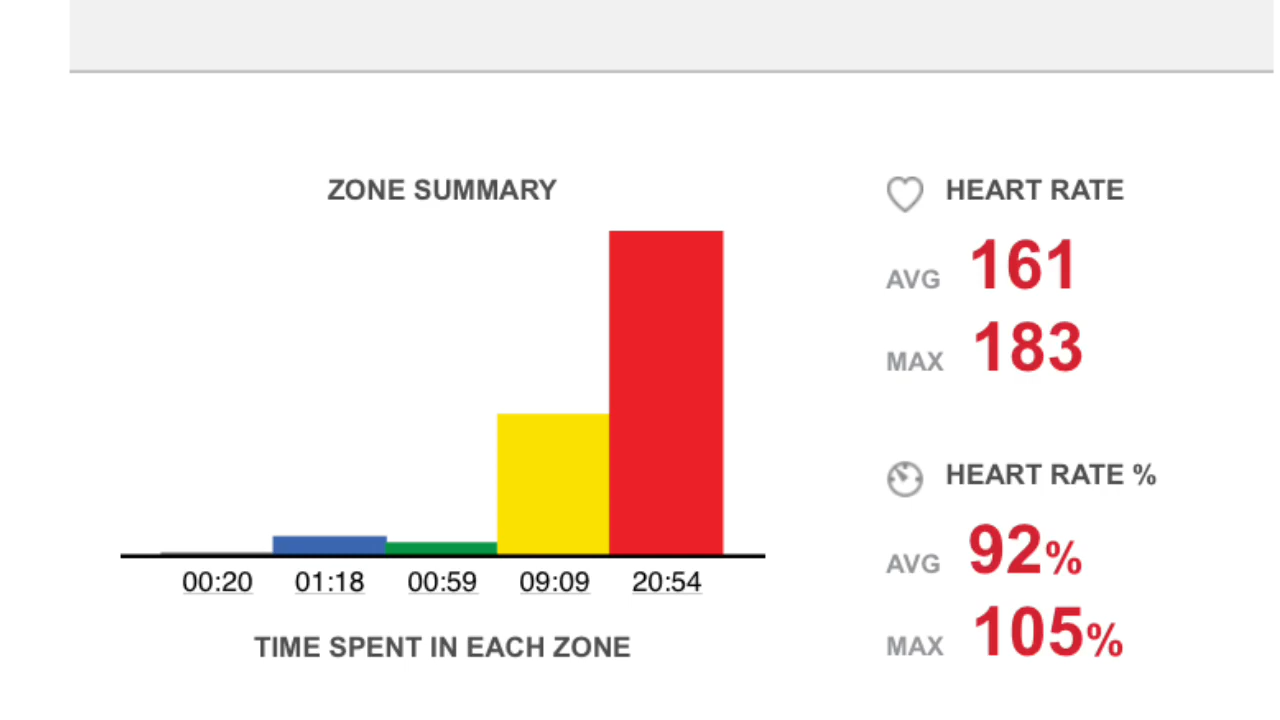 ZONE SUMMARY
00:20 01:18 00:59 09:09 20:54
TIME SPENT IN EACH ZONE
HEART RATE
AVG 161
MAX 183
HEART RATE %
AVG 92%
MAX 105%